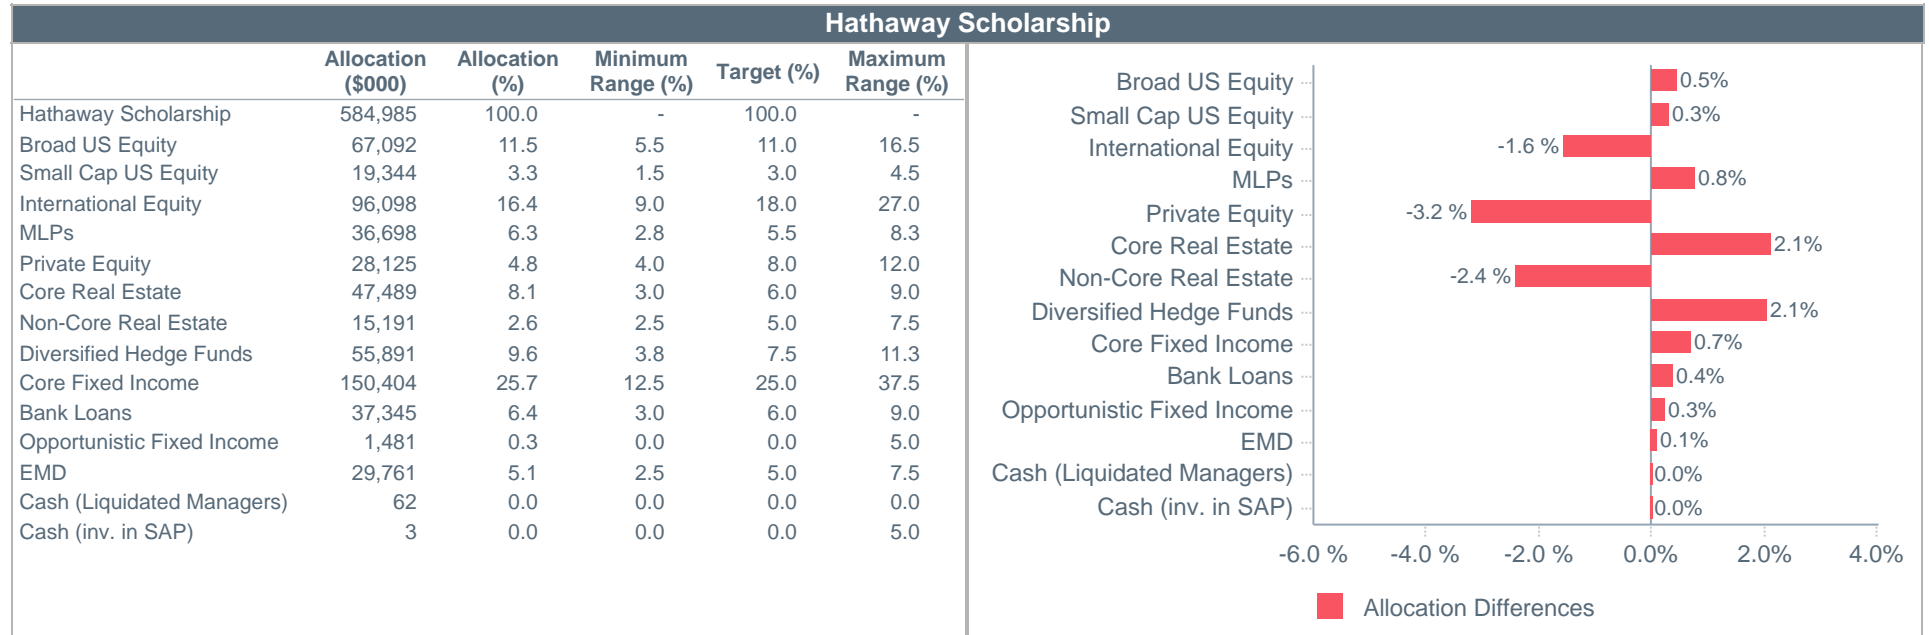 Hathaway Scholarship
Allocation ($000) Allocation (%) Minimum Range (%) Target (%) Maximum Range (%)
Hathaway Scholarship 584,985 100.0 - 100.0 -
Broad US Equity 67,092 11.5 5.5 11.0 16.5
Small Cap US Equity 19,344 3.3 1.5 3.0 4.5
International Equity 96,098 16.4 9.0 18.0 27.0
MLPs 36,698 6.3 2.8 5.5 8.3
Private Equity 28,125 4.8 4.0 8.0 12.0
Core Real Estate 47,489 8.1 3.0 6.0 9.0
Non-Core Real Estate 15,191 2.6 2.5 5.0 7.5
Diversified Hedge Funds 55,891 9.6 3.8 7.5 11.3
Core Fixed Income 150,404 25.7 12.5 25.0 37.5
Bank Loans 37,345 6.4 3.0 6.0 9.0
Opportunistic Fixed Income 1,481 0.3 0.0 0.0 5.0
EMD 29,761 5.1 2.5 5.0 7.5
Cash (Liquidated Managers) 62 0.0 0.0 0.0 0.0
Cash (inv. in SAP) 3 0.0 0.0 0.0 5.0
Broad US Equity 0.5%
Small Cap US Equity 0.3%
International Equity -1.6 %
MLPs 0.8%
Private Equity -3.2 %
Core Real Estate 2.1%
Non-Core Real Estate -2.4 %
Diversified Hedge Funds 2.1%
Core Fixed Income 0.7%
Bank Loans 0.4%
Opportunistic Fixed Income 0.3%
EMD 0.1%
Cash (Liquidated Managers) 0.0%
Cash (inv. in SAP) 0.0%
-6.0 % -4.0 % -2.0 % 0.0% 2.0% 4.0%
Allocation Differences